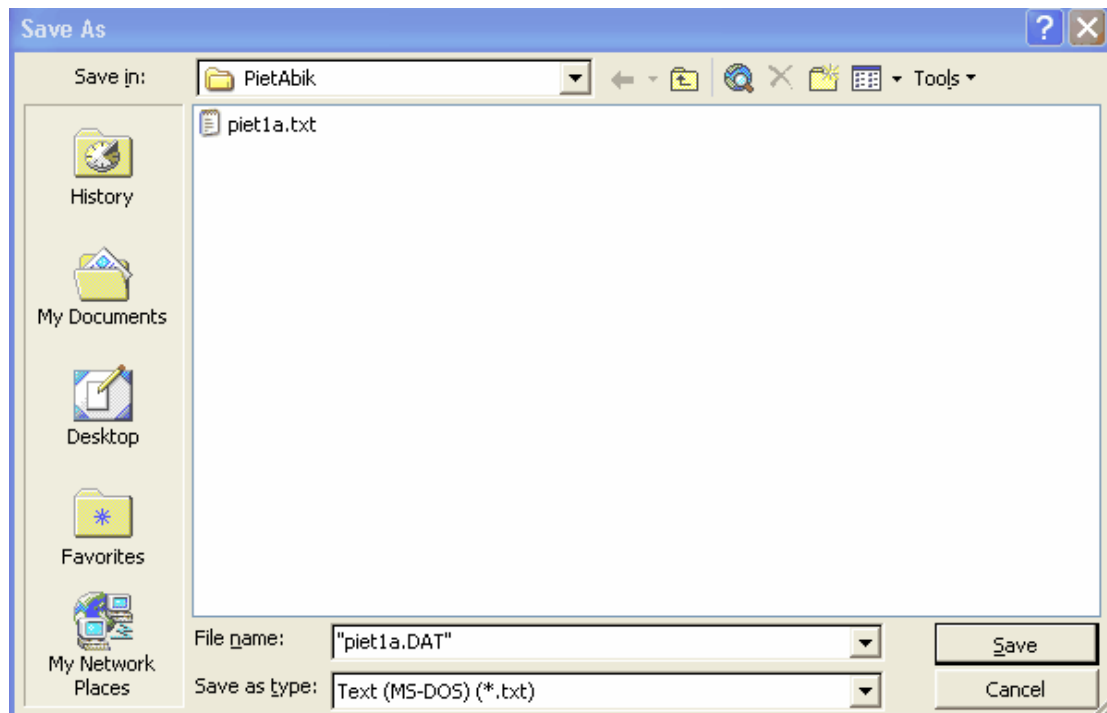 Save As
Save in:
PietAbik
Tools
piet1a.txt
History
My Documents
Desktop
Favorites
My Network
Places
File name:
"piet1a.DAT"
Save
Save as type:
Text (MS-DOS) (*.txt)
Cancel